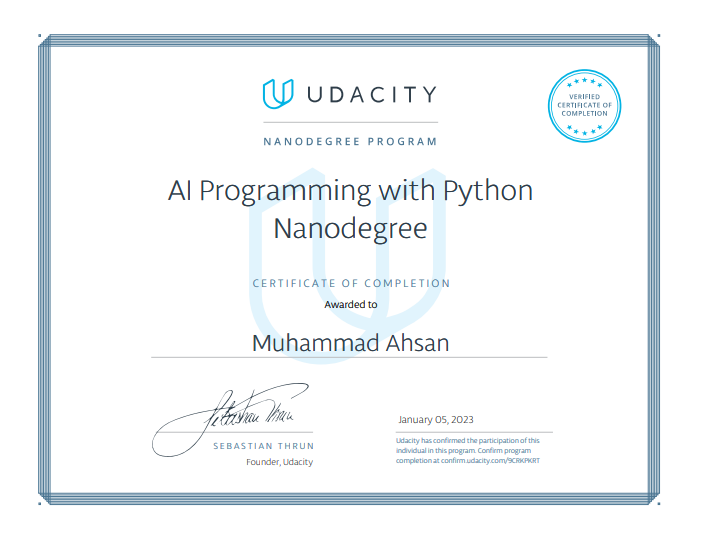 UDACITY
VERIFIED
CERTIFICATE OF
COMPLETION
NANODEGREE PROGRAM
AI Programming with Python
Nanodegree
CERTIFICATE OF COMPLETION
Awarded to
Muhammad Ahsan
Sebastian Thrun
SEBASTIAN THRUN
Founder, Udacity
January 05, 2023
Udacity has confirmed the participation of this
individual in this program. Confirm program
completion at confirm.udacity.com/9CRKPKRT